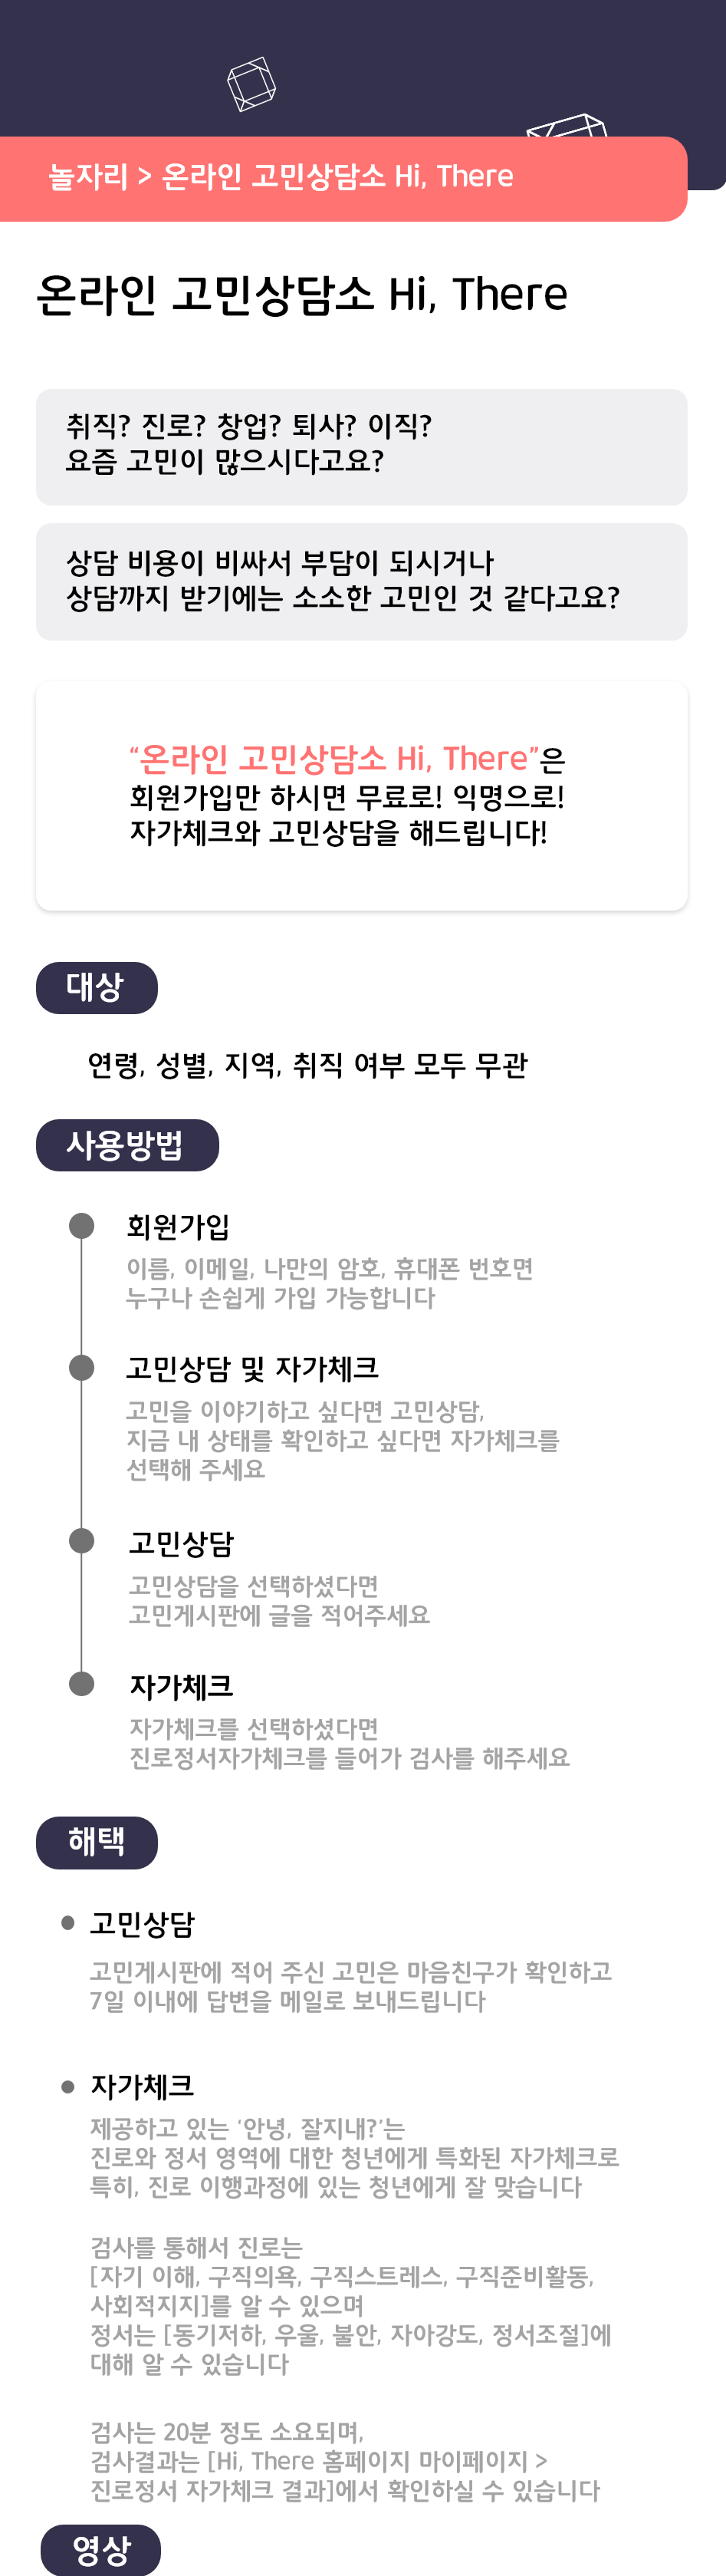 놀자리 > 온라인 고민상담소 Hi, There
온라인 고민상담소 Hi, There
취직? 진로? 창업? 퇴사? 이직?
요즘 고민이 많으시다고요?
상담 비용이 비싸서 부담이 되시거나
상담까지 받기에는 소소한 고민인 것 같다고요?
“온라인 고민상담소 Hi, There”은
회원가입만 하시면 무료로! 익명으로!
자가체크와 고민상담을 해드립니다!
대상
연령, 성별, 지역, 취직 여부 모두 무관
사용방법
회원가입
이름, 이메일, 나만의 암호, 휴대폰 번호면
누구나 손쉽게 가입 가능합니다
고민상담 및 자가체크
고민을 이야기하고 싶다면 고민상담,
지금 내 상태를 확인하고 싶다면 자가체크를
선택해 주세요
고민상담
고민상담을 선택하셨다면
고민게시판에 글을 적어주세요
자가체크
자가체크를 선택하셨다면
진로정서자가체크를 들어가 검사를 해주세요
해택
고민상담
고민게시판에 적어 주신 고민은 마음친구가 확인하고
7일 이내에 답변을 메일로 보내드립니다
자가체크
제공하고 있는 ‘안녕, 잘지내?’는
진로와 정서 영역에 대한 청년에게 특화된 자가체크로
특히, 진로 이행과정에 있는 청년에게 잘 맞습니다
검사를 통해서 진로는
[자기 이해, 구직의욕, 구직스트레스, 구직준비활동,
사회적지지]를 알 수 있으며
정서는 [동기저하, 우울, 불안, 자아강도, 정서조절]에
대해 알 수 있습니다
검사는 20분 정도 소요되며,
검사결과는 [Hi, There 홈페이지 마이페이지 >
진로정서 자가체크 결과]에서 확인하실 수 있습니다
영상